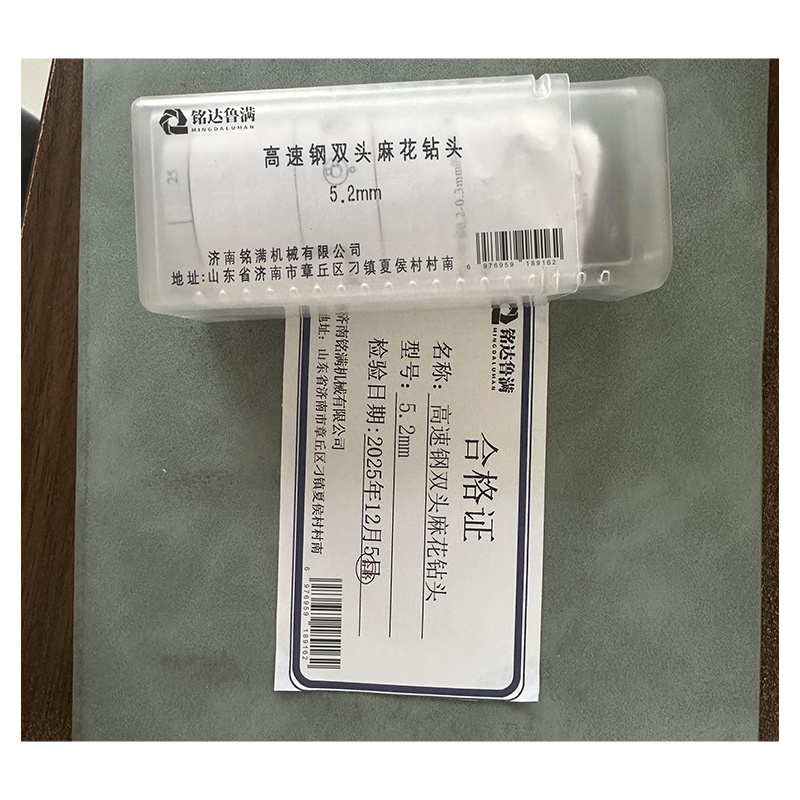 铭达鲁满
MINGDALUMAN
高速钢双头麻花钻头
5.2mm
济南铭满机械有限公司
地址:山东省济南市章丘区刁镇夏侯村村南
6 976959 189162
25
铭达鲁满
MINGDALUMAN
合格证
名称: 高速钢双头麻花钻头
型号: 5.2mm
检验日期: 2025年12月5号
济南铭满机械有限公司
地址: 山东省济南市章丘区刁镇夏侯村村南
6 976959 189162